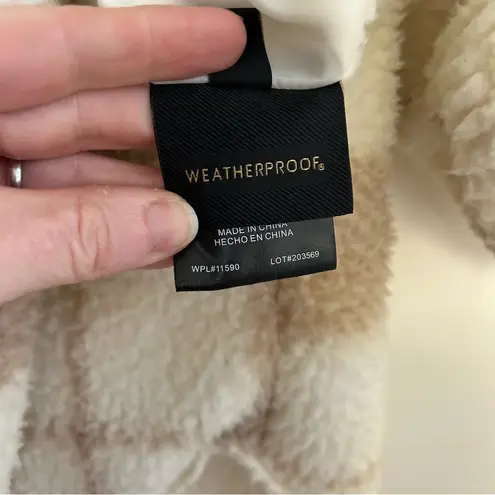 WEATHERPROOF®
MADE IN CHINA
HECHO EN CHINA
WPL#11590 LOT#203569